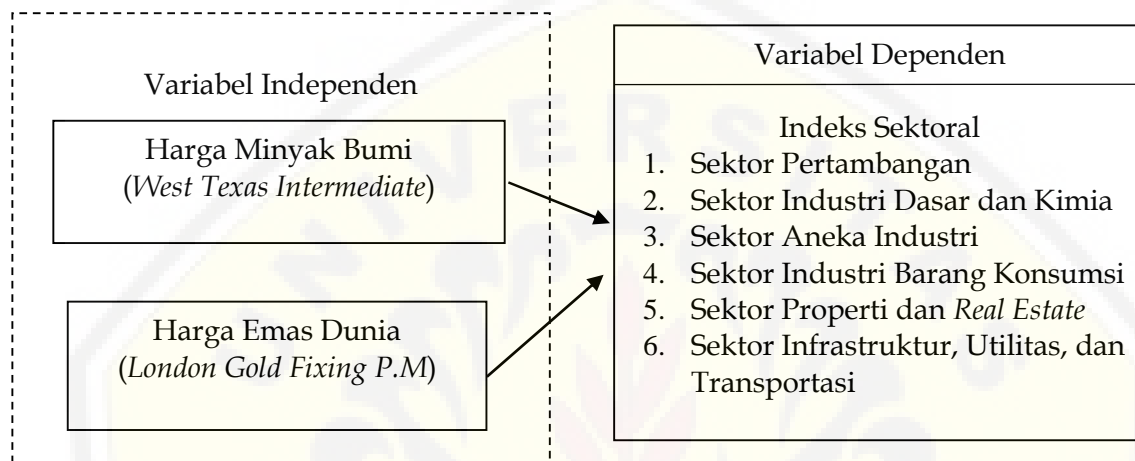 Variabel Independen
Harga Minyak Bumi
(West Texas Intermediate)
Harga Emas Dunia
(London Gold Fixing P.M)
Variabel Dependen
Indeks Sektoral
1. Sektor Pertambangan
2. Sektor Industri Dasar dan Kimia
3. Sektor Aneka Industri
4. Sektor Industri Barang Konsumsi
5. Sektor Properti dan Real Estate
6. Sektor Infrastruktur, Utilitas, dan
Transportasi